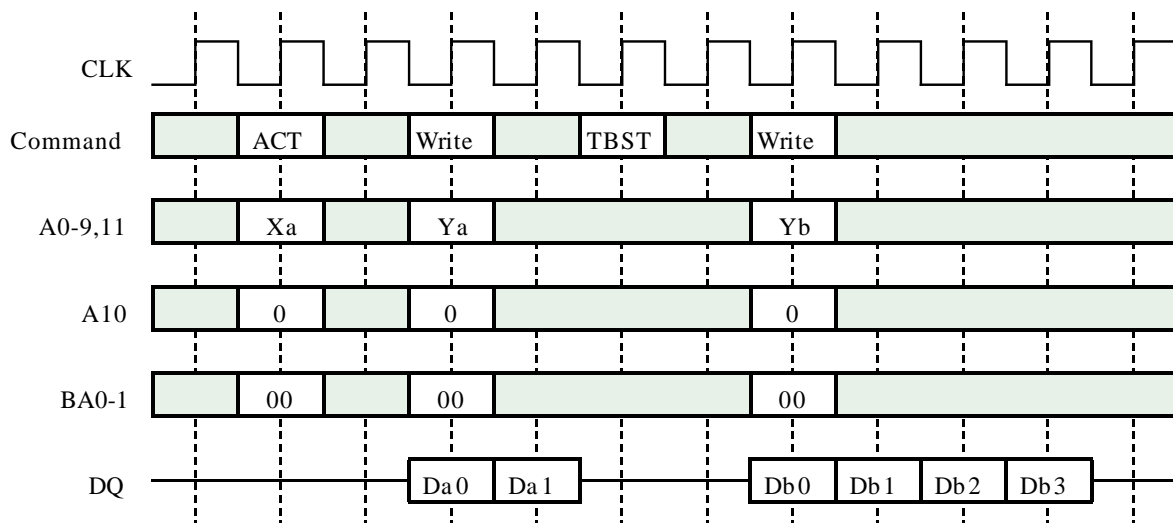 CLK
Command ACT Write TBST Write
A0-9,11 Xa Ya Yb
A10 0 0 0
BA0-1 00 00 00
DQ Da0 Da1 Db0 Db1 Db2 Db3